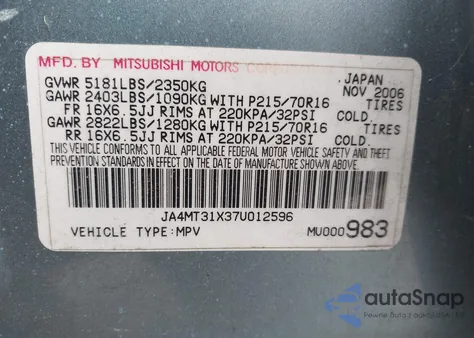 MFD. BY MITSUBISHI MOTORS CORPORATION
JAPAN
GVWR 5181LBS/2350KG NOV 2006
GAWR 2403LBS/1090KG WITH P215/70R16 TIRES
FR 16X6.5JJ RIMS AT 220KPA/32PSI COLD.
GAWR 2822LBS/1280KG WITH P215/70R16 TIRES
RR 16X6.5JJ RIMS AT 220KPA/32PSI COLD.
THIS VEHICLE CONFORMS TO ALL APPLICABLE FEDERAL MOTOR VEHICLE SAFETY AND THEFT
PREVENTION STANDARDS IN EFFECT ON THE DATE OF MANUFACTURE SHOWN ABOVE.
JA4MT31X37U012596
VEHICLE TYPE:MPV MU000983
autoSnap